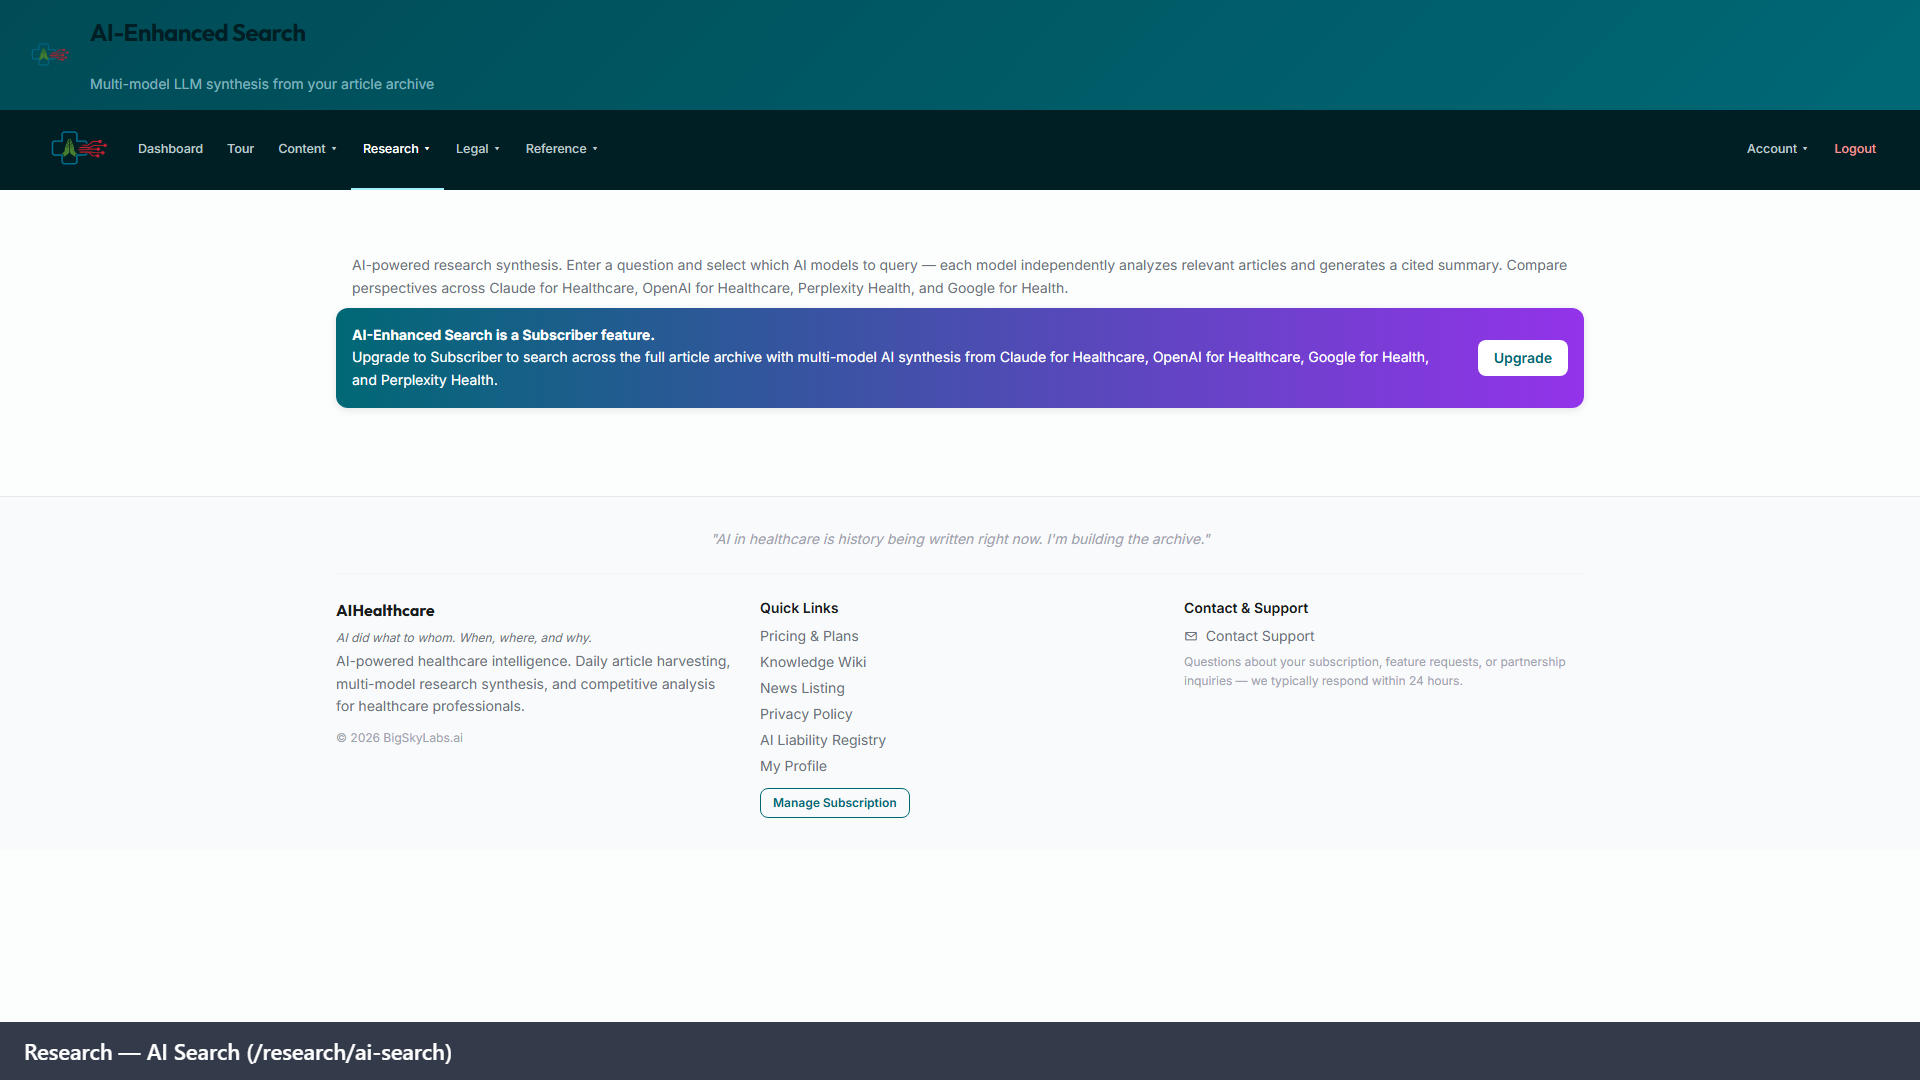 AI-Enhanced Search
Multi-model LLM synthesis from your article archive
Dashboard Tour Content Research Legal Reference Account Logout
AI-powered research synthesis. Enter a question and select which AI models to query — each model independently analyzes relevant articles and generates a cited summary. Compare
perspectives across Claude for Healthcare, OpenAI for Healthcare, Perplexity Health, and Google for Health.
AI-Enhanced Search is a Subscriber feature.
Upgrade to Subscriber to search across the full article archive with multi-model AI synthesis from Claude for Healthcare, OpenAI for Healthcare, Google for Health,
and Perplexity Health.
Upgrade
"AI in healthcare is history being written right now. I'm building the archive."
AIHealthcare
AI did what to whom. When, where, and why.
AI-powered healthcare intelligence. Daily article harvesting,
multi-model research synthesis, and competitive analysis
for healthcare professionals.
© 2026 BigSkyLabs.ai
Quick Links
Pricing & Plans
Knowledge Wiki
News Listing
Privacy Policy
AI Liability Registry
My Profile
Manage Subscription
Contact & Support
Contact Support
Questions about your subscription, feature requests, or partnership
inquiries — we typically respond within 24 hours.
Research — AI Search (/research/ai-search)